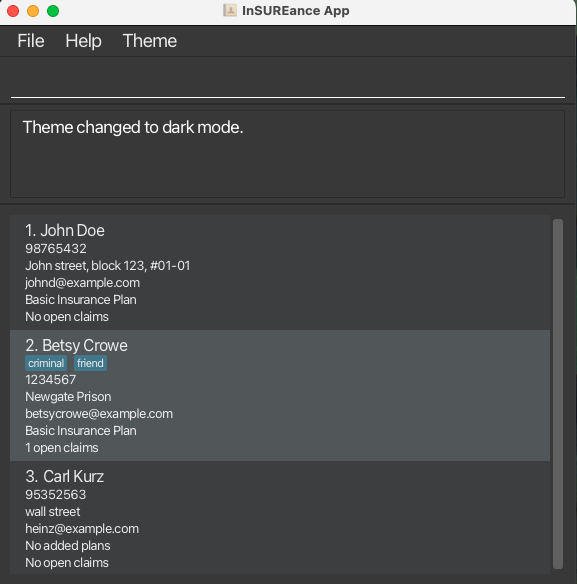 InSUREance App
File Help Theme
Theme changed to dark mode.
1. John Doe
98765432
John street, block 123, #01-01
johnd@example.com
Basic Insurance Plan
No open claims
2. Betsy Crowe
criminal friend
1234567
Newgate Prison
betsycrowe@example.com
Basic Insurance Plan
1 open claims
3. Carl Kurz
95352563
wall street
heinz@example.com
No added plans
No open claims